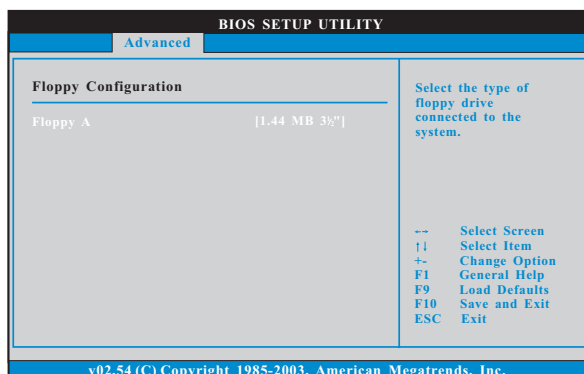 BIOS SETUP UTILITY
Advanced
Floppy Configuration
Floppy A [1.44 MB 3½"]
Select the type of
floppy drive
connected to the
system.
←→ Select Screen
↑↓ Select Item
+- Change Option
F1 General Help
F9 Load Defaults
F10 Save and Exit
ESC Exit
v02.54 (C) Copyright 1985-2003, American Megatrends, Inc.